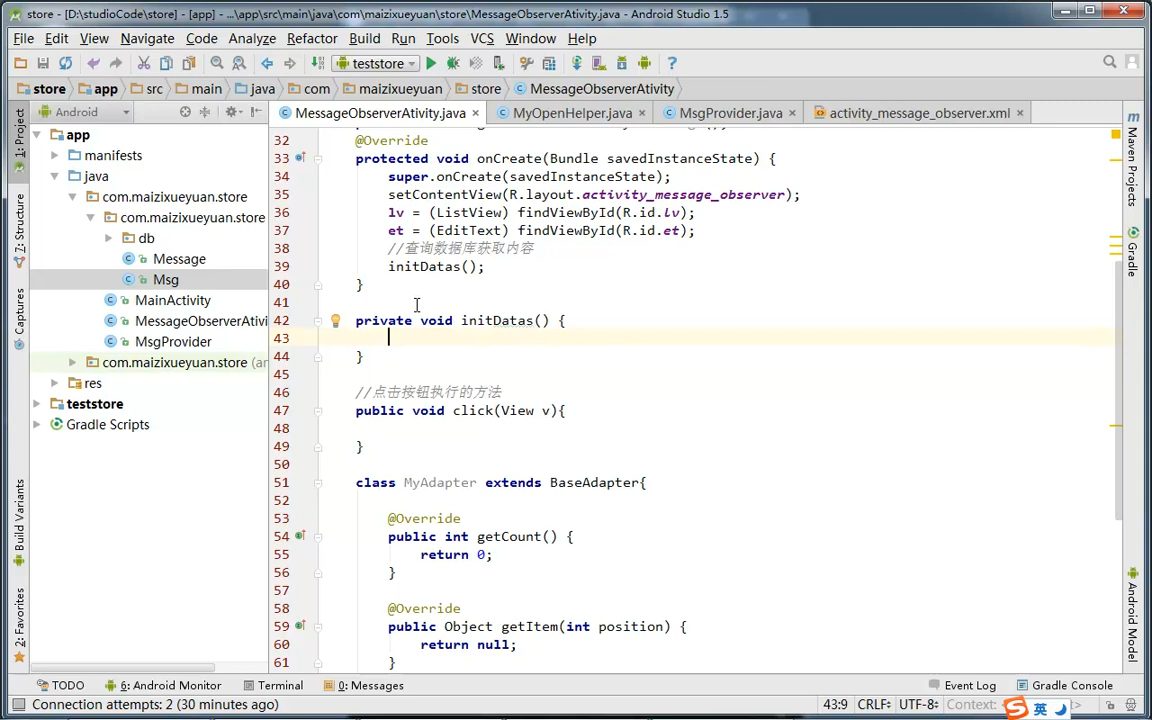 store - [D:\studioCode\store] - [app] - ...\app\src\main\java\com\maizixueyuan\store\MessageObserverAtivity.java - Android Studio 1.5
File Edit View Navigate Code Analyze Refactor Build Run Tools VCS Window Help
teststore
store app src main java com maizixueyuan store MessageObserverAtivity
Android
MessageObserverAtivity.java MyOpenHelper.java MsgProvider.java activity_message_observer.xml
1: Project
7: Structure
Captures
Build Variants
2: Favorites
app
manifests
java
com.maizixueyuan.store
com.maizixueyuan.store
db
Message
Msg
MainActivity
MessageObserverAtivi
MsgProvider
com.maizixueyuan.store
res
teststore
Gradle Scripts
32 @Override
33 protected void onCreate(Bundle savedInstanceState) {
34 super.onCreate(savedInstanceState);
35 setContentView(R.layout.activity_message_observer);
36 lv = (ListView) findViewById(R.id.lv);
37 et = (EditText) findViewById(R.id.et);
38 //查询数据库获取内容
39 initDatas();
40 }
41
42 private void initDatas() {
43
44 }
45
46 //点击按钮执行的方法
47 public void click(View v){
48
49 }
50
51 class MyAdapter extends BaseAdapter{
52
53 @Override
54 public int getCount() {
55 return 0;
56 }
57
58 @Override
59 public Object getItem(int position) {
60 return null;
61 }
Maven Projects
Gradle
Android Model
TODO 6: Android Monitor Terminal 0: Messages Event Log Gradle Console
Connection attempts: 2 (30 minutes ago) 43:9 CRLF UTF-8 Context: 英